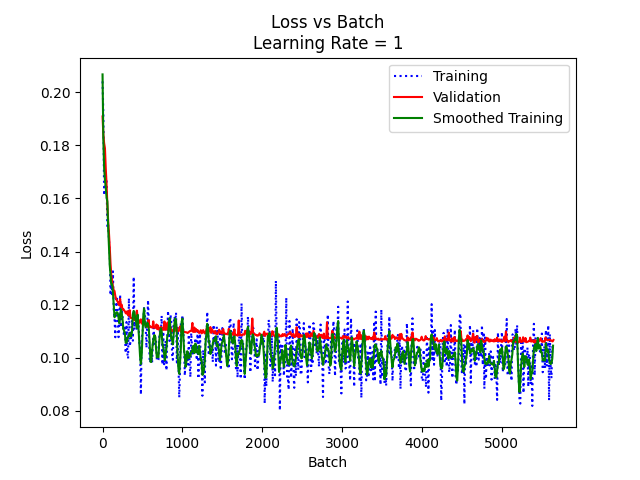 Loss vs Batch
Learning Rate = 1
Training
Validation
Smoothed Training
0.20
0.18
0.16
0.14
0.12
0.10
0.08
Loss
0
1000
2000
3000
4000
5000
Batch